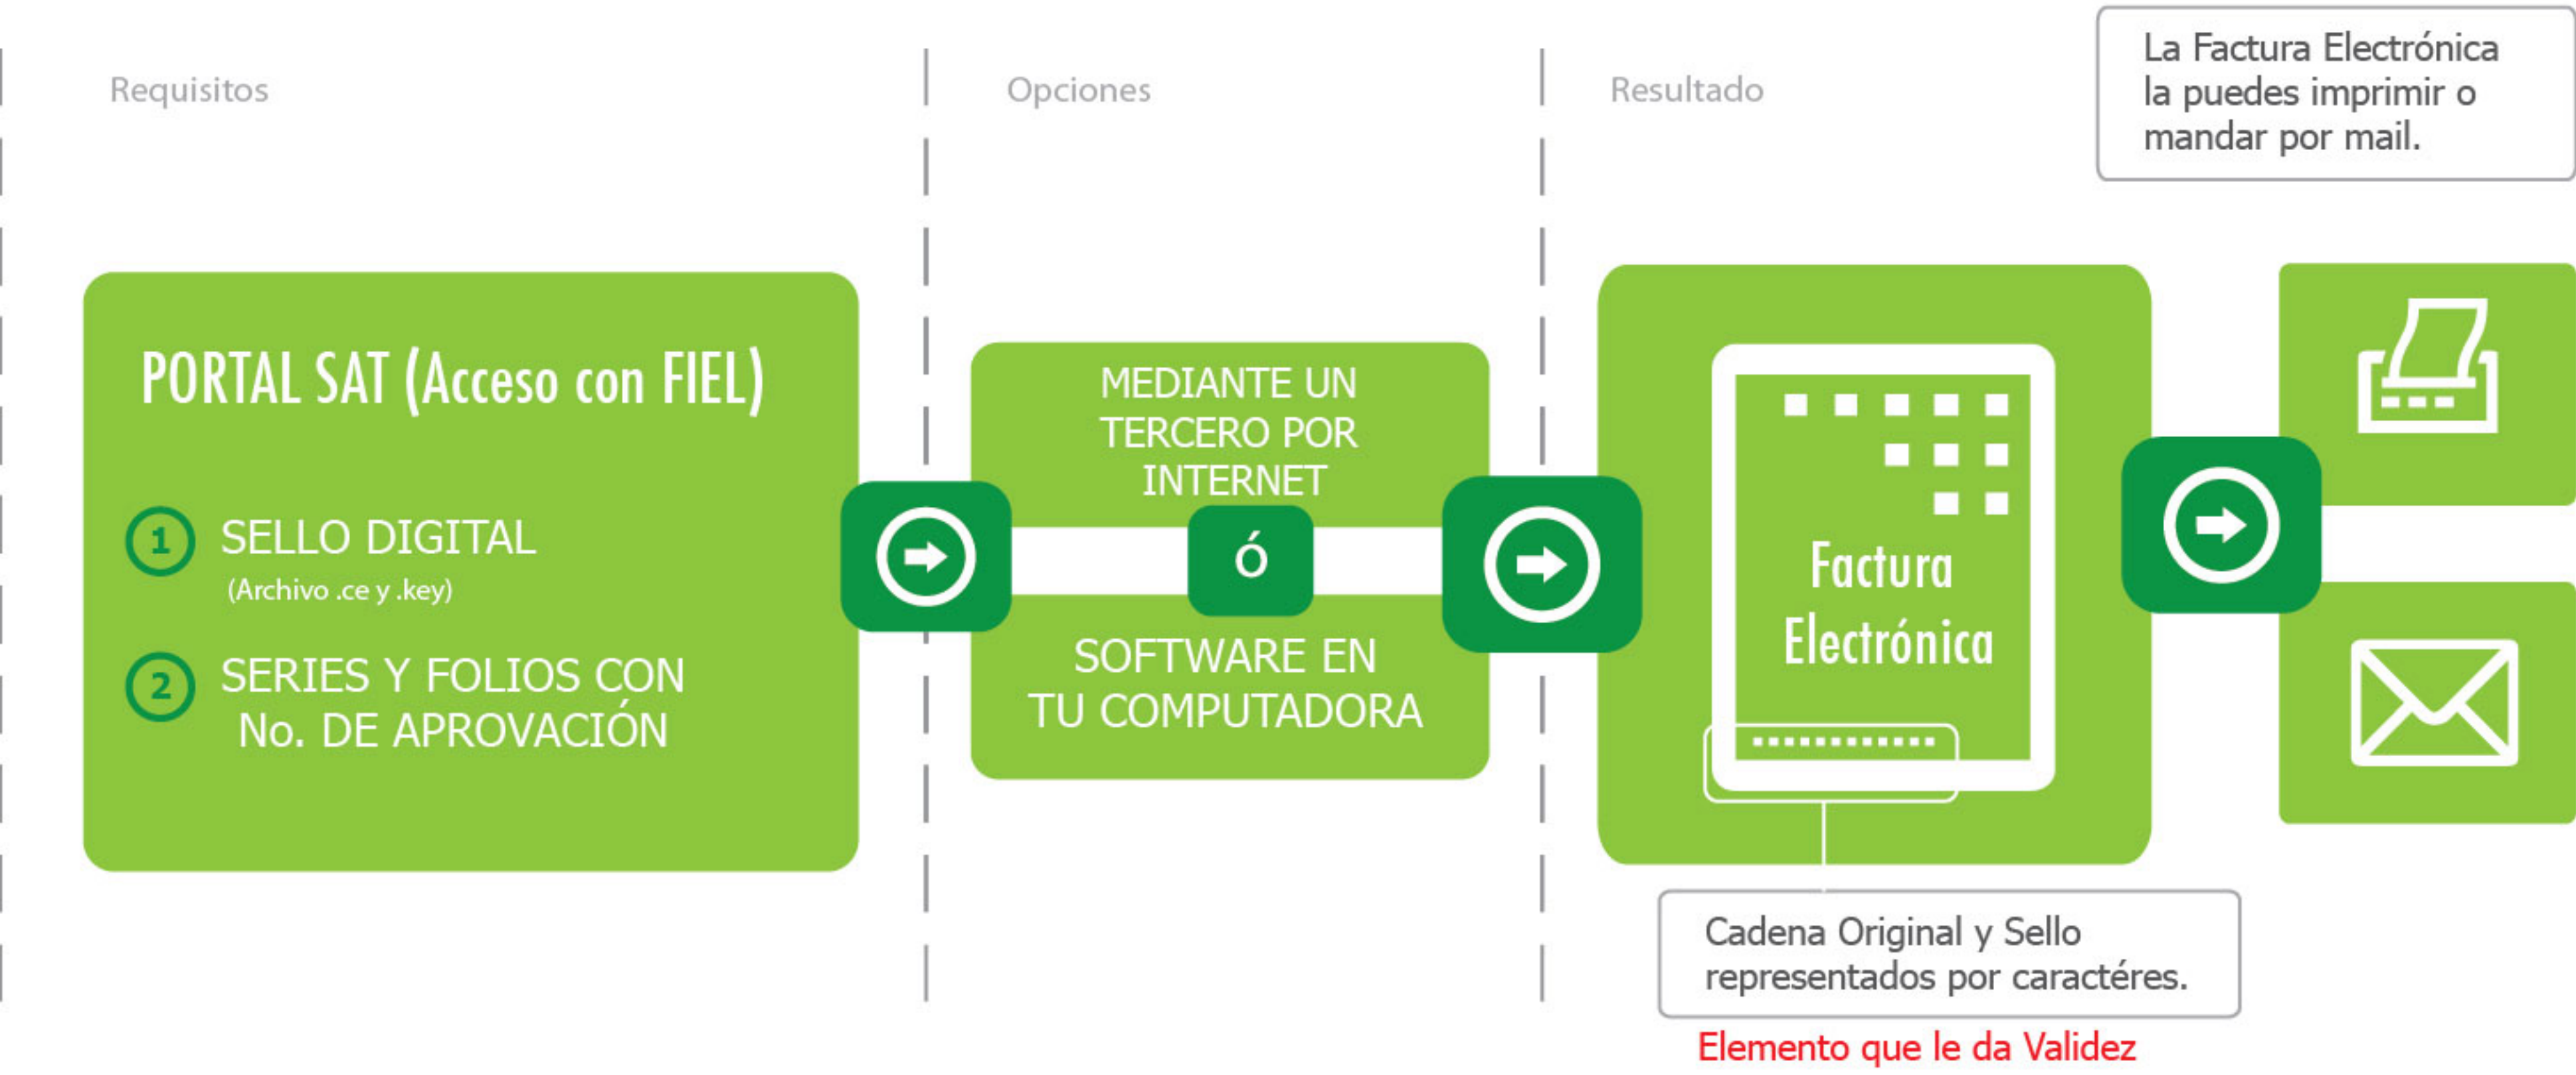 Requisitos
PORTAL SAT (Acceso con FIEL)
1 SELLO DIGITAL
(Archivo .ce y .key)
2 SERIES Y FOLIOS CON
No. DE APROVACIÓN
Opciones
MEDIANTE UN
TERCERO POR
INTERNET
ó
SOFTWARE EN
TU COMPUTADORA
Resultado
Factura
Electrónica
Cadena Original y Sello
representados por caractéres.
Elemento que le da Validez
La Factura Electrónica
la puedes imprimir o
mandar por mail.